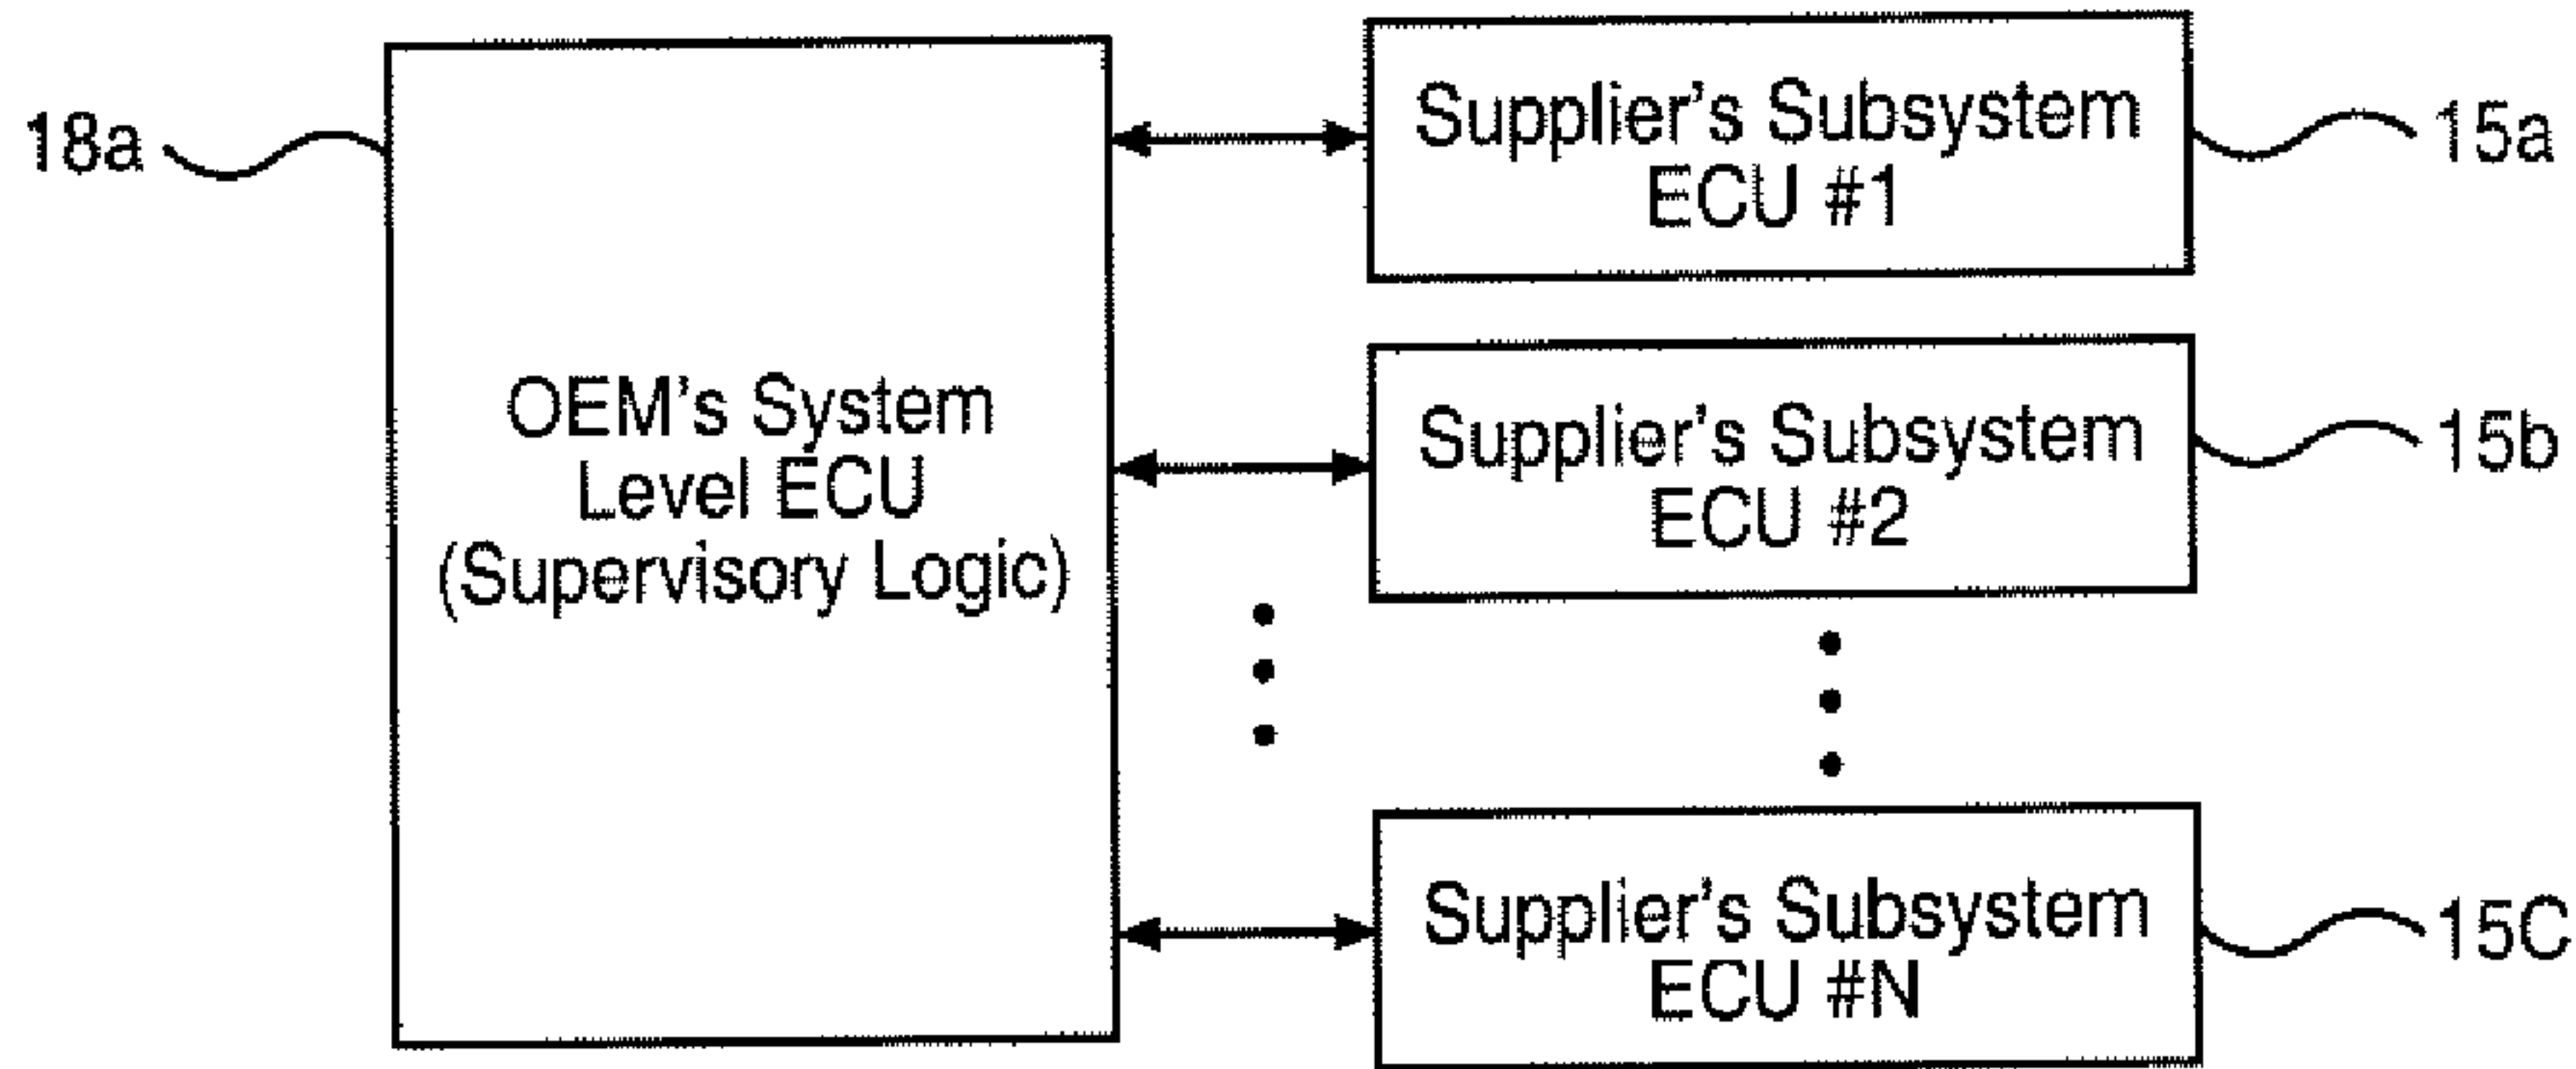 18a
OEM's System
Level ECU
(Supervisory Logic)
Supplier's Subsystem
ECU #1
15a
Supplier's Subsystem
ECU #2
15b
Supplier's Subsystem
ECU #N
15C